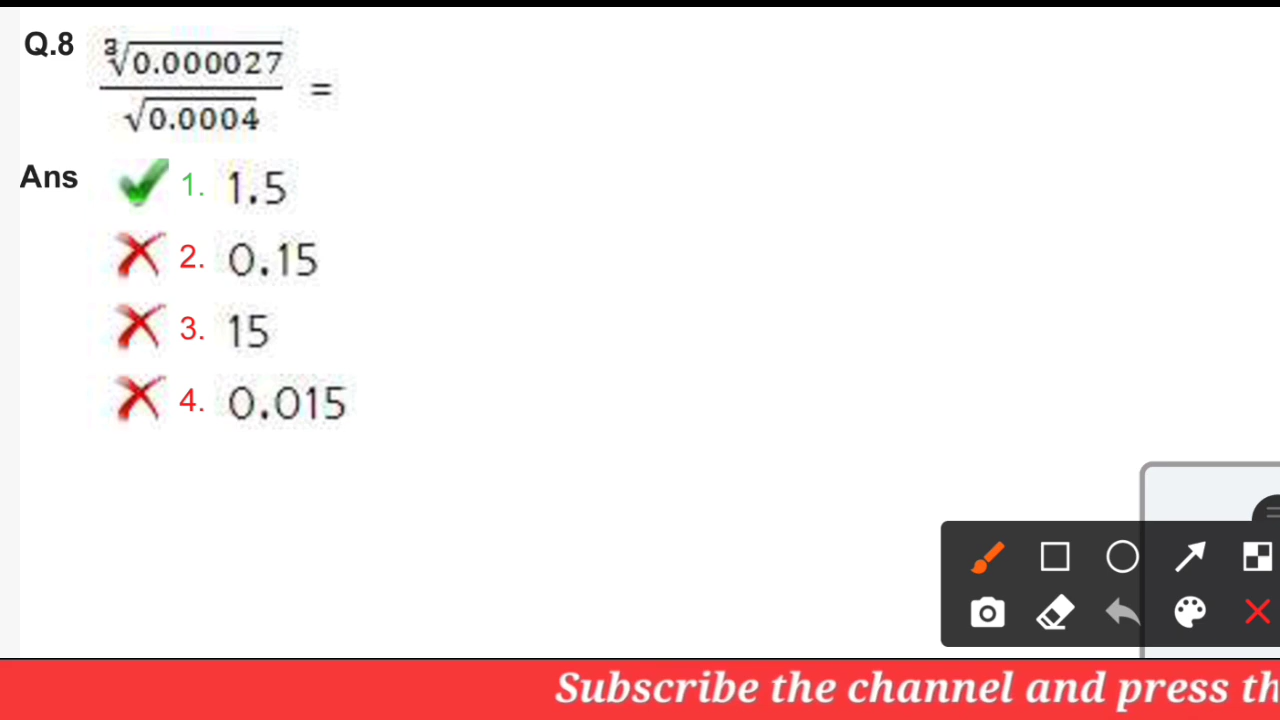 Q.8 ∛0.000027 / √0.0004 =
Ans 1. 1.5
2. 0.15
3. 15
4. 0.015
Subscribe the channel and press th